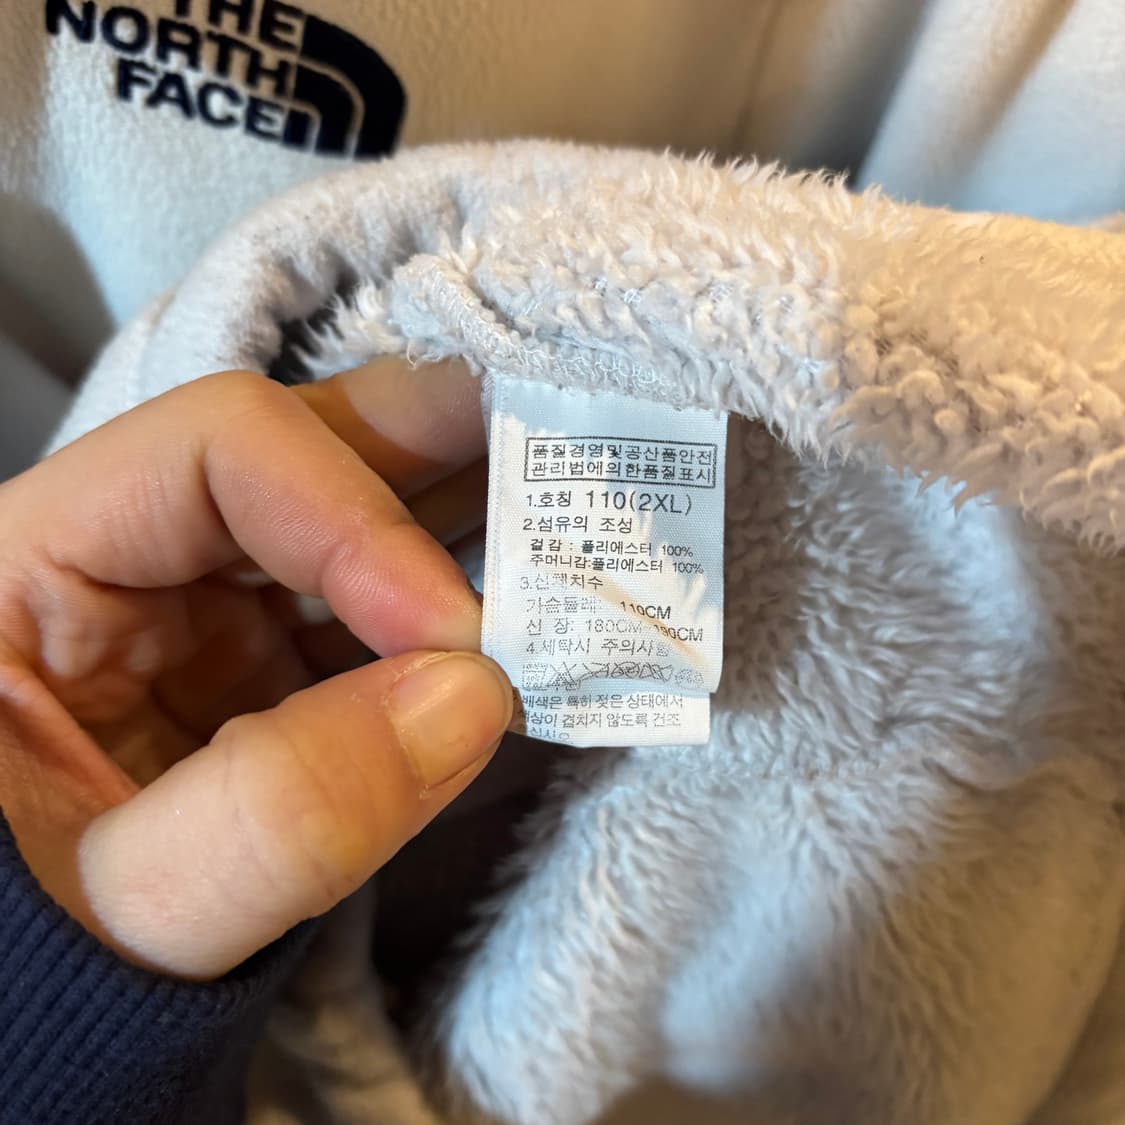 THE
NORTH
FACE
품질경영및공산품안전
관리법에의한품질표시
1.호칭 110(2XL)
2.섬유의 조성
겉감 : 폴리에스터 100%
주머니감:폴리에스터 100%
3.신체치수
가슴둘레: 110CM
신 장: 180CM~190CM
4.세탁시 주의사항
배색은 특히 젖은 상태에서
색상이 겹치지 않도록 건조